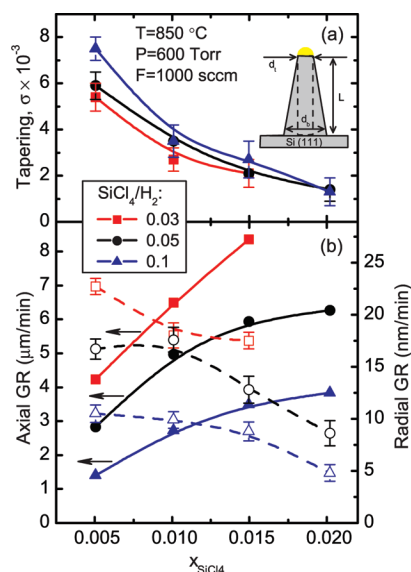 T=850 °C
P=600 Torr
F=1000 sccm
(a)
d_t
L
d_b
Si (111)
Tapering, σ × 10⁻³
8
6
4
2
0
SiCl₄/H₂:
0.03
0.05
0.1
(b)
Axial GR (μm/min)
8
7
6
5
4
3
2
1
0
Radial GR (nm/min)
25
20
15
10
5
0
0.005 0.010 0.015 0.020
x_SiCl4